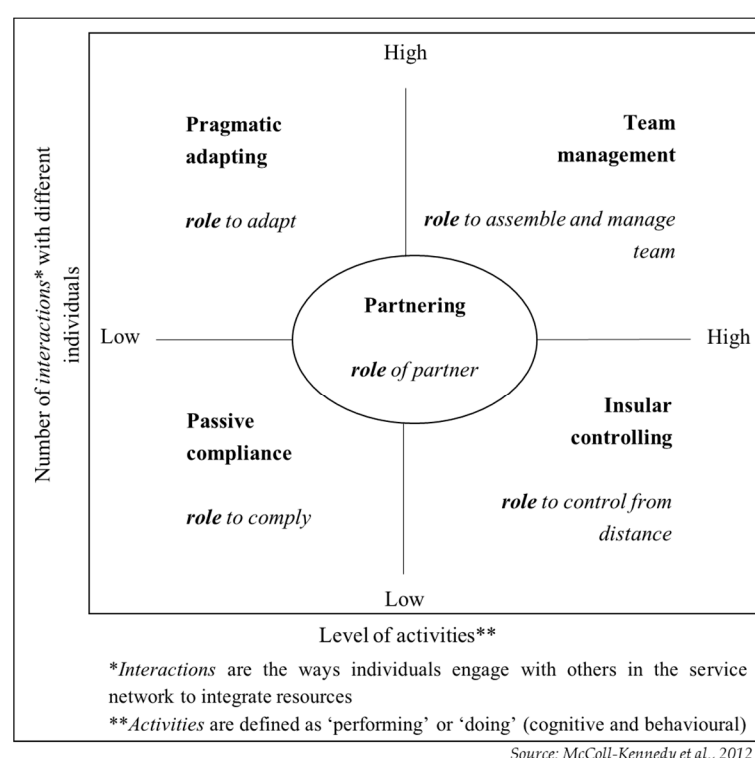 High
Pragmatic
adapting
role to adapt
Team
management
role to assemble and manage
team
Number of interactions* with different
individuals
Low
Partnering
role of partner
High
Passive
compliance
role to comply
Insular
controlling
role to control from
distance
Low
Level of activities**
*Interactions are the ways individuals engage with others in the service
network to integrate resources
**Activities are defined as ‘performing’ or ‘doing’ (cognitive and behavioural)
Source: McColl-Kennedy et al., 2012